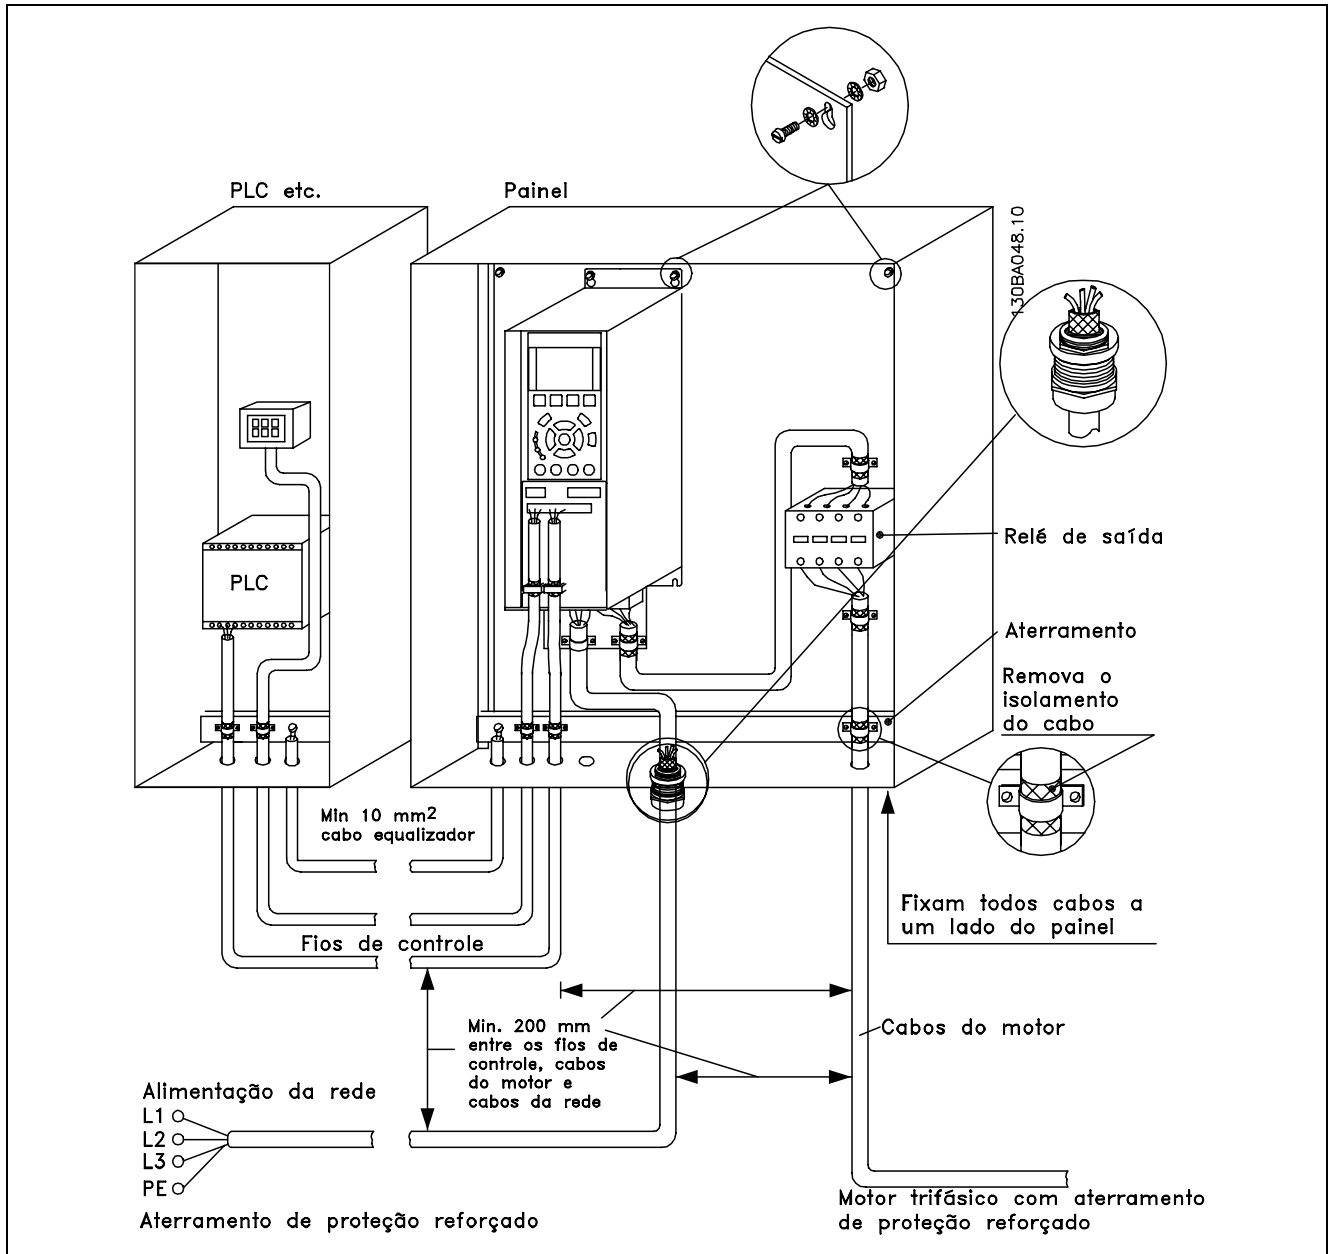 PLC etc.
Painel
130BA048.10
PLC
Relé de saída
Aterramento
Remova o
isolamento
do cabo
Min 10 mm2
cabo equalizador
Fixam todos cabos a
um lado do painel
Fios de controle
Min. 200 mm
entre os fios de
controle, cabos
do motor e
cabos da rede
Cabos do motor
Alimentação da rede
L1
L2
L3
PE
Aterramento de proteção reforçado
Motor trifásico com aterramento
de proteção reforçado